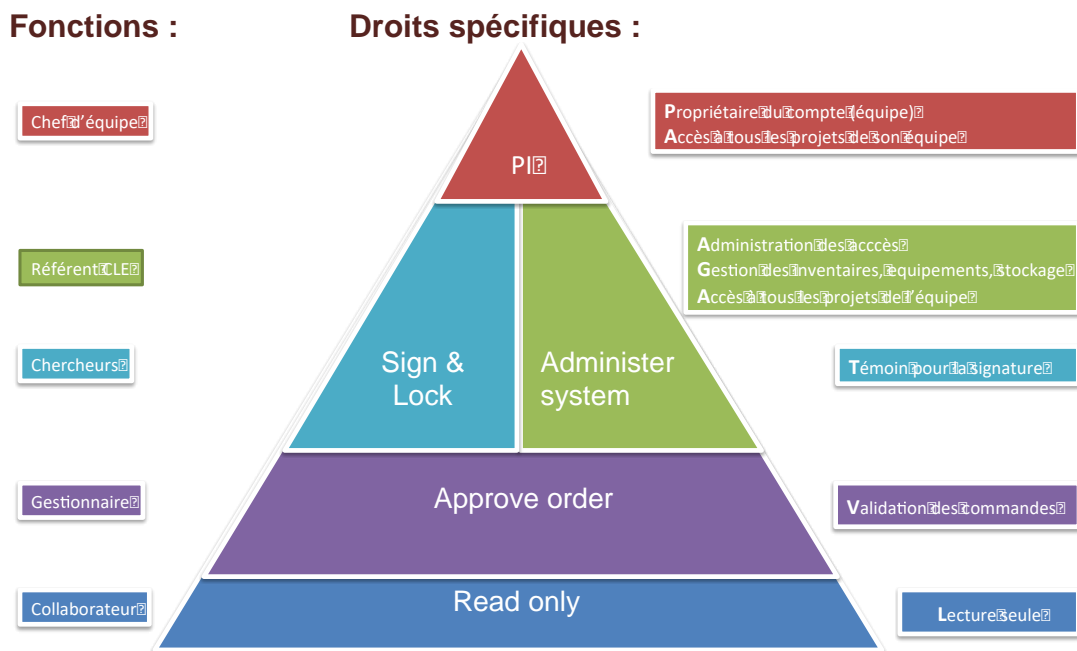 Fonctions :
Droits spécifiques :
Chef d'équipe
PI
Propriétaire du compte (équipe)
Accès à tous les projets de son équipe
Référent CLE
Administration des acccès
Gestion des inventaires, equipements, stockage
Accès à tous les projets de l'équipe
Chercheurs
Sign &
Lock
Administer
system
Témoin pour la signature
Gestionnaire
Approve order
Validation des commandes
Collaborateur
Read only
Lecture seule